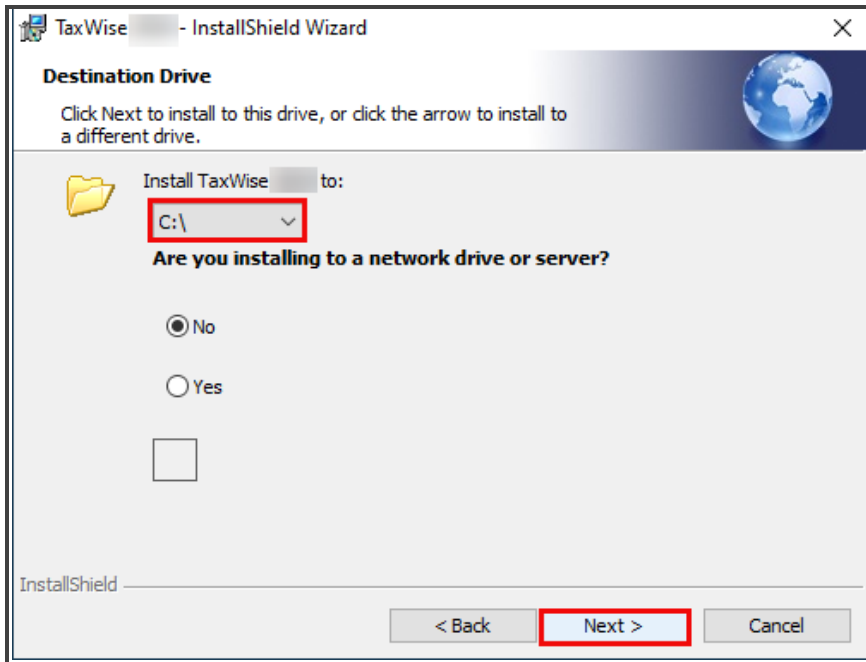 TaxWise - InstallShield Wizard
Destination Drive
Click Next to install to this drive, or click the arrow to install to
a different drive.
Install TaxWise to:
C:\
Are you installing to a network drive or server?
No
Yes
InstallShield
< Back Next > Cancel